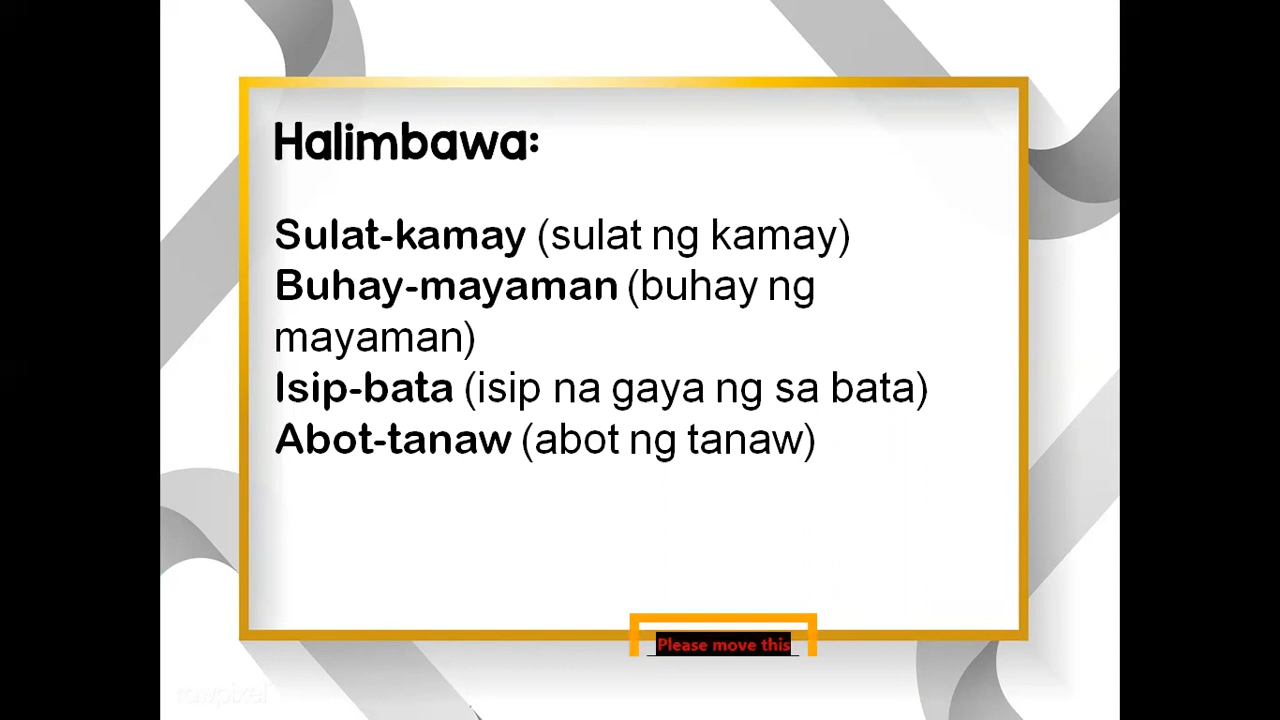 Halimbawa:
Sulat-kamay (sulat ng kamay)
Buhay-mayaman (buhay ng
mayaman)
Isip-bata (isip na gaya ng sa bata)
Abot-tanaw (abot ng tanaw)
Please move this
rawpixel